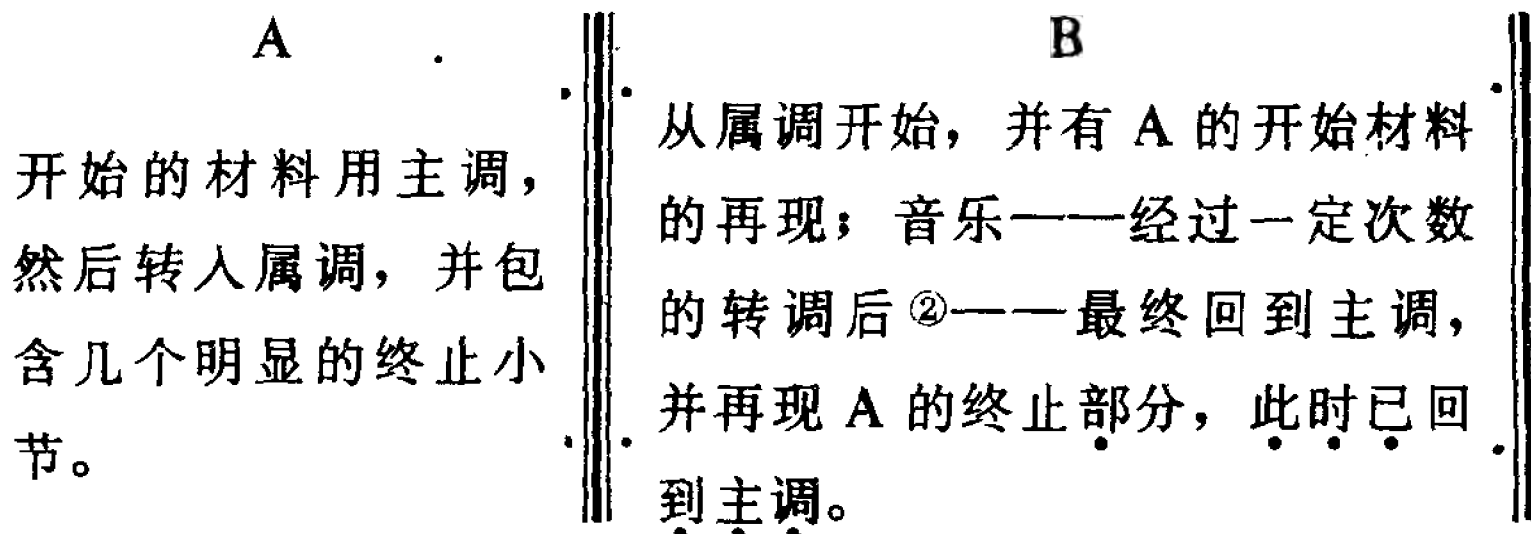 A
开始的材料用主调，
然后转入属调，并包
含几个明显的终止小
节。
B
从属调开始，并有 A 的开始材料
的再现；音乐——经过一定次数
的转调后②——最终回到主调，
并再现 A 的终止部分，此时已回
到主调。